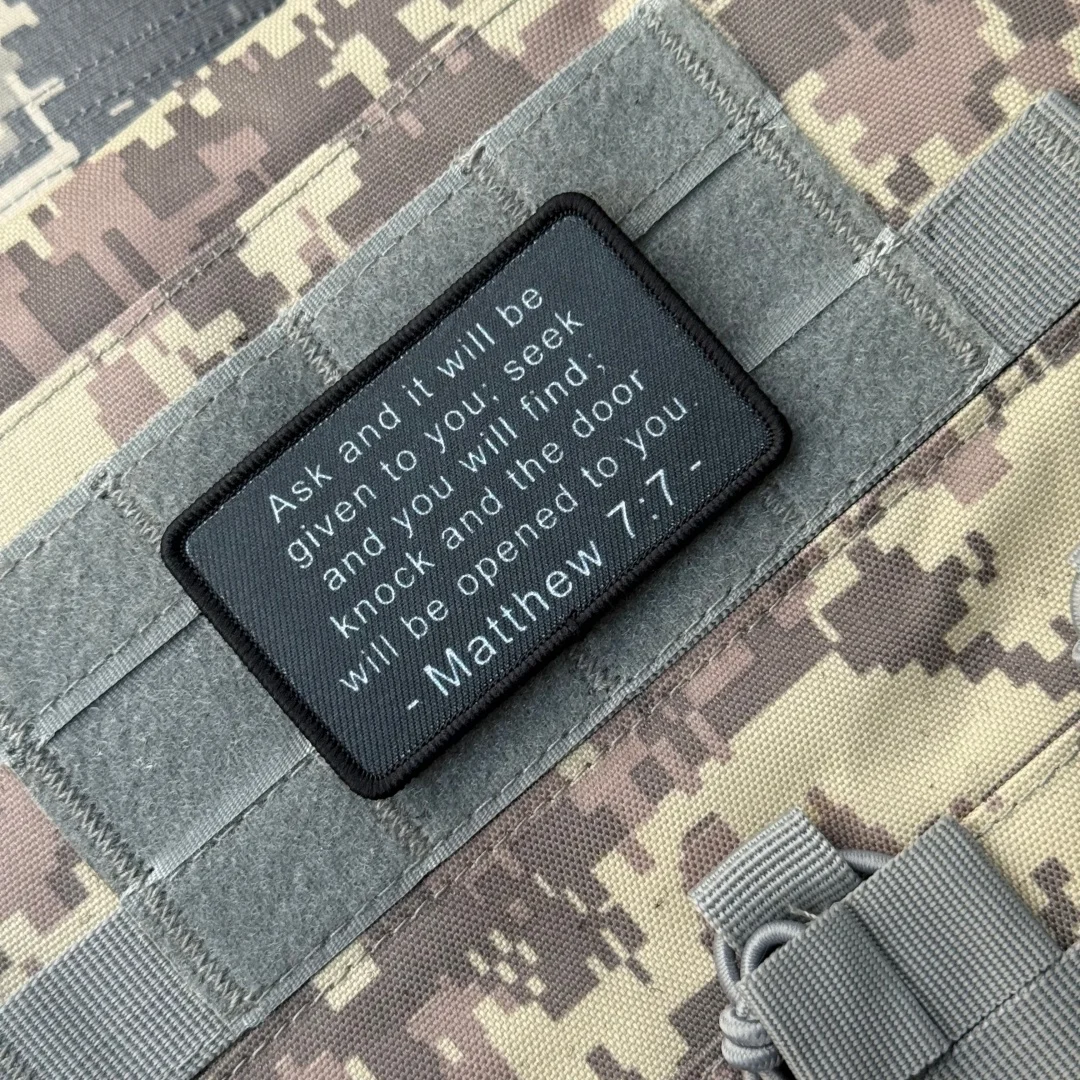 Ask and it will be
given to you; seek
and you will find ;
knock and the door
will be opened to you.
- Matthew 7:7 -